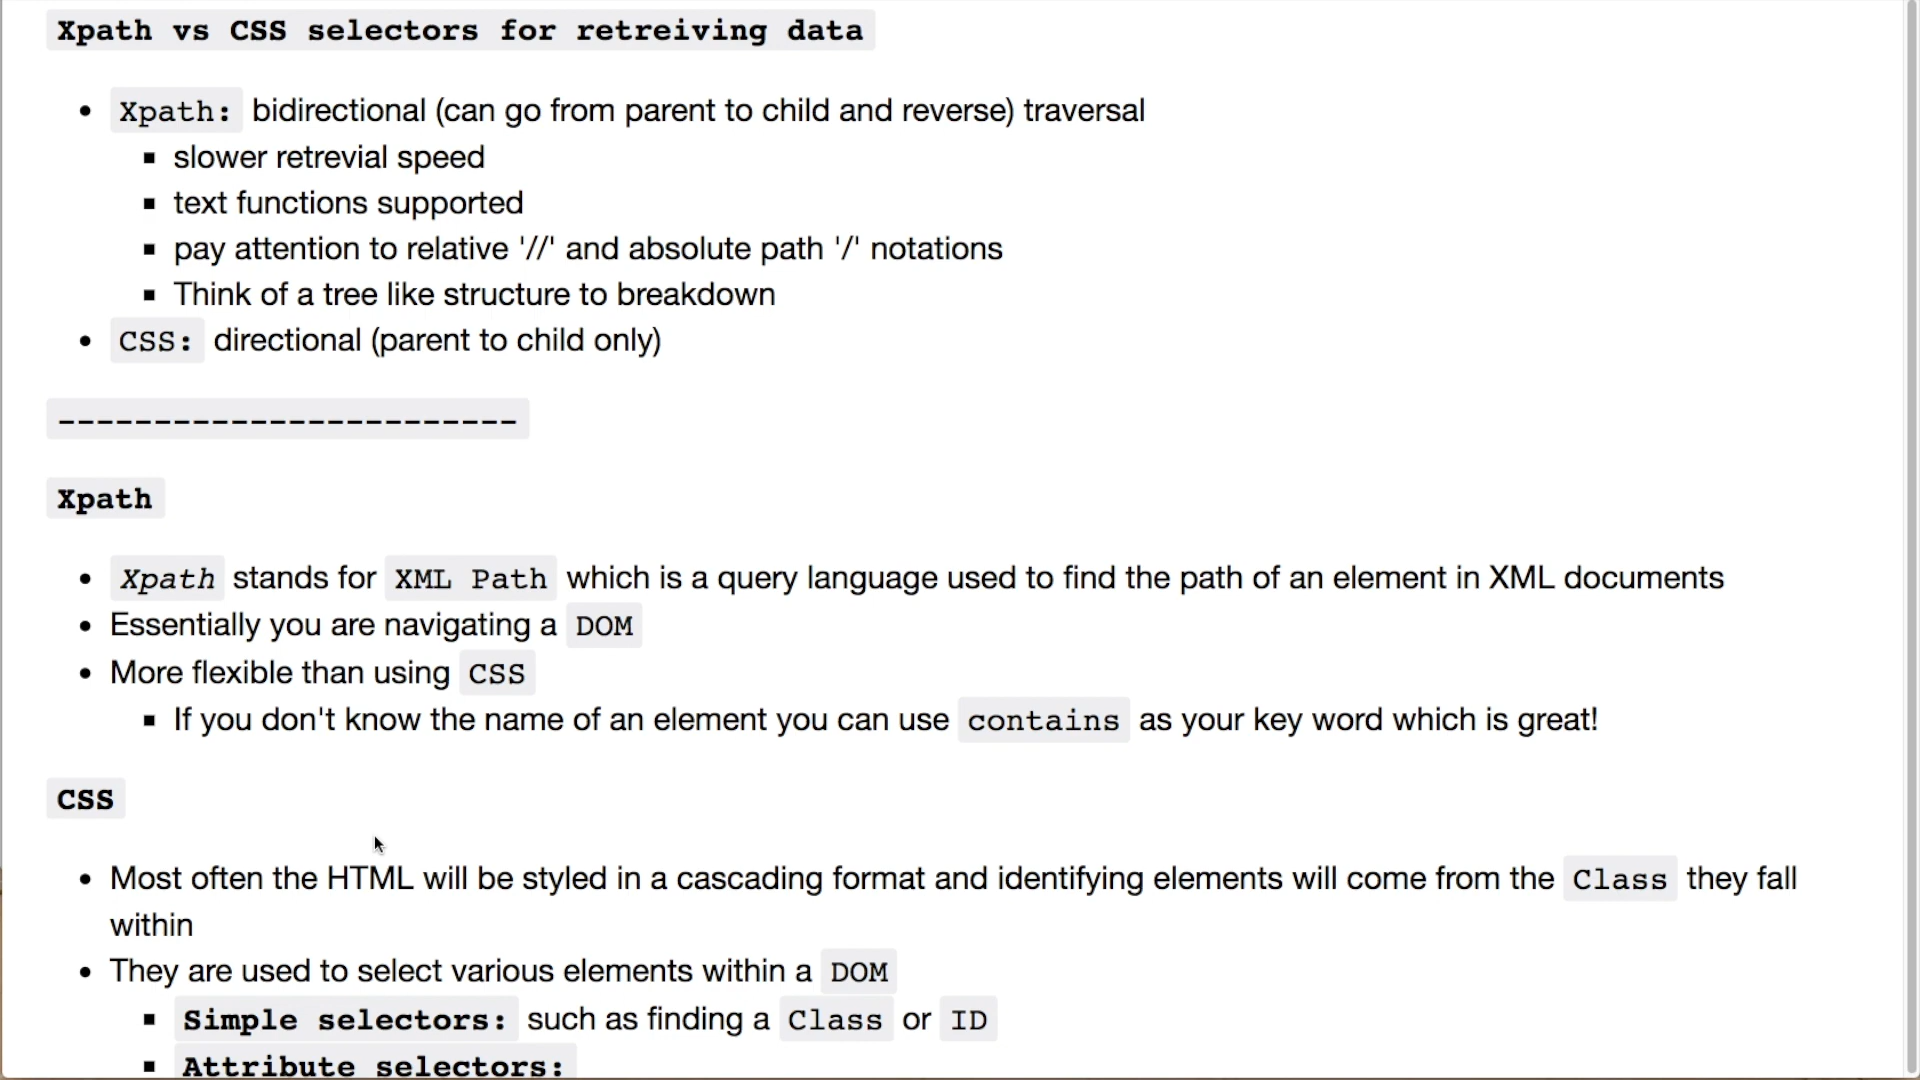 Xpath vs CSS selectors for retreiving data
Xpath: bidirectional (can go from parent to child and reverse) traversal
slower retrevial speed
text functions supported
pay attention to relative '//' and absolute path '/' notations
Think of a tree like structure to breakdown
CSS: directional (parent to child only)
------------------------
Xpath
Xpath stands for XML Path which is a query language used to find the path of an element in XML documents
Essentially you are navigating a DOM
More flexible than using CSS
If you don't know the name of an element you can use contains as your key word which is great!
CSS
Most often the HTML will be styled in a cascading format and identifying elements will come from the Class they fall
within
They are used to select various elements within a DOM
Simple selectors: such as finding a Class or ID
Attribute selectors: